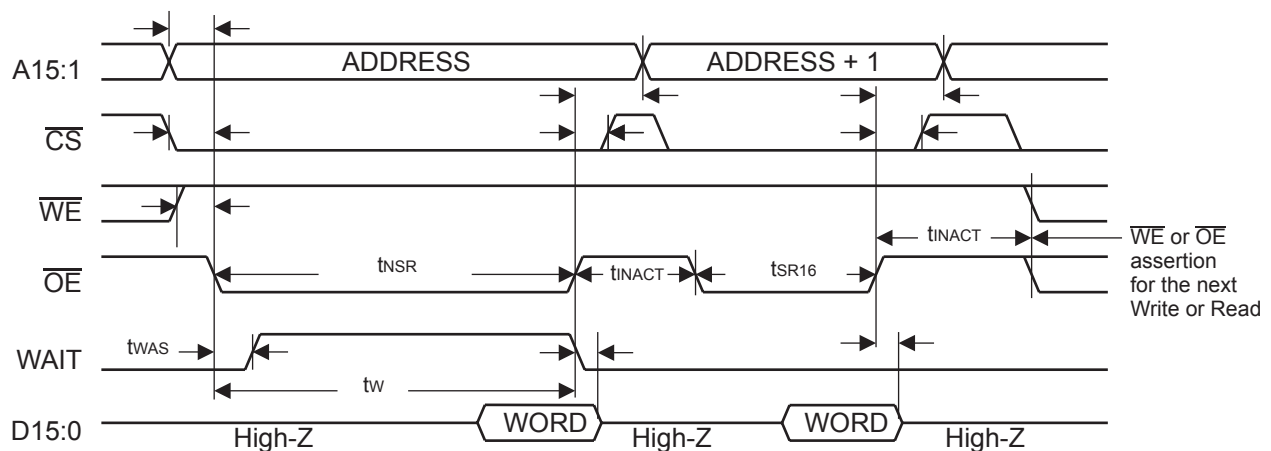 A15:1
ADDRESS
ADDRESS + 1
CS
WE
tINACT
WE or OE
assertion
for the next
Write or Read
OE
tNSR
tINACT
tSR16
WAIT
tWAS
tW
D15:0
High-Z
WORD
High-Z
WORD
High-Z